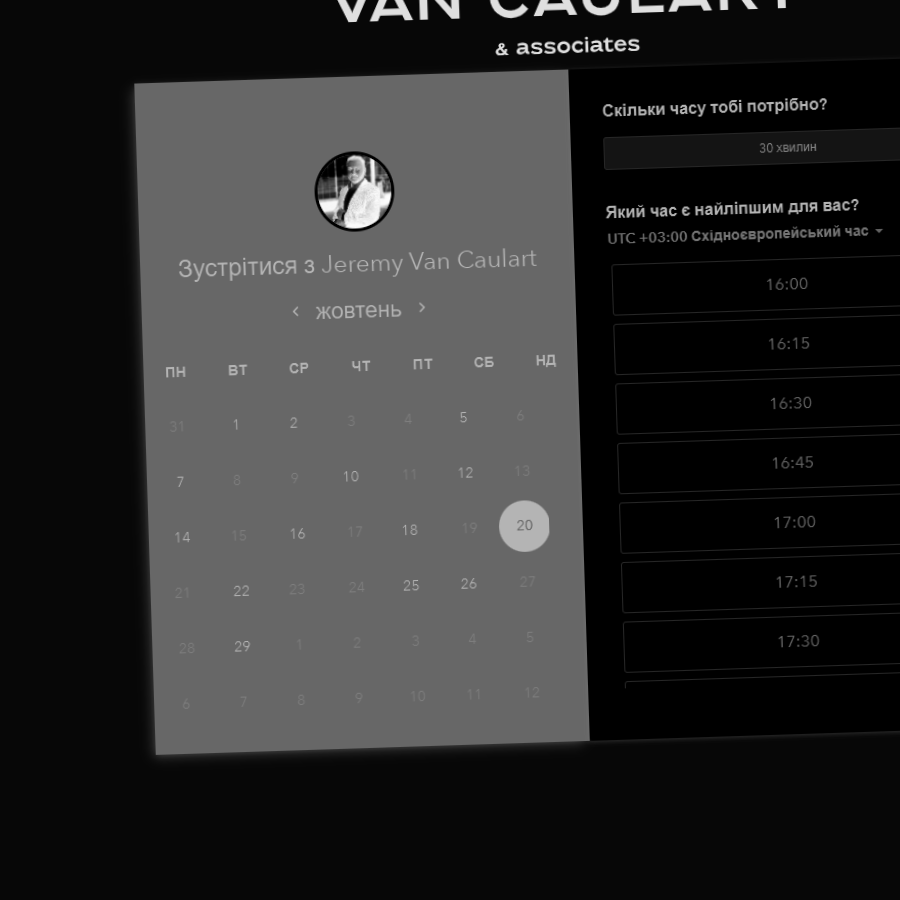 VAN CAULART
& associates
Зустрітися з Jeremy Van Caulart
‹ жовтень ›
ПН ВТ СР ЧТ ПТ СБ НД
31 1 2 3 4 5 6
7 8 9 10 11 12 13
14 15 16 17 18 19 20
21 22 23 24 25 26 27
28 29 1 2 3 4 5
6 7 8 9 10 11 12
Скільки часу тобі потрібно?
30 хвилин
Який час є найліпшим для вас?
UTC +03:00 Східноєвропейський час
16:00
16:15
16:30
16:45
17:00
17:15
17:30